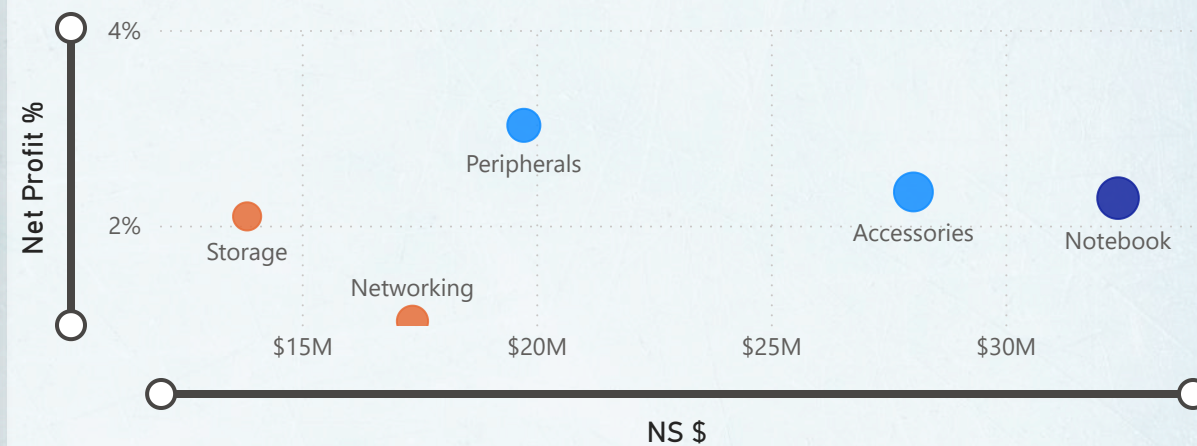 4%
Net Profit %
Peripherals
2%
Storage
Accessories
Notebook
Networking
$15M
$20M
$25M
$30M
NS $